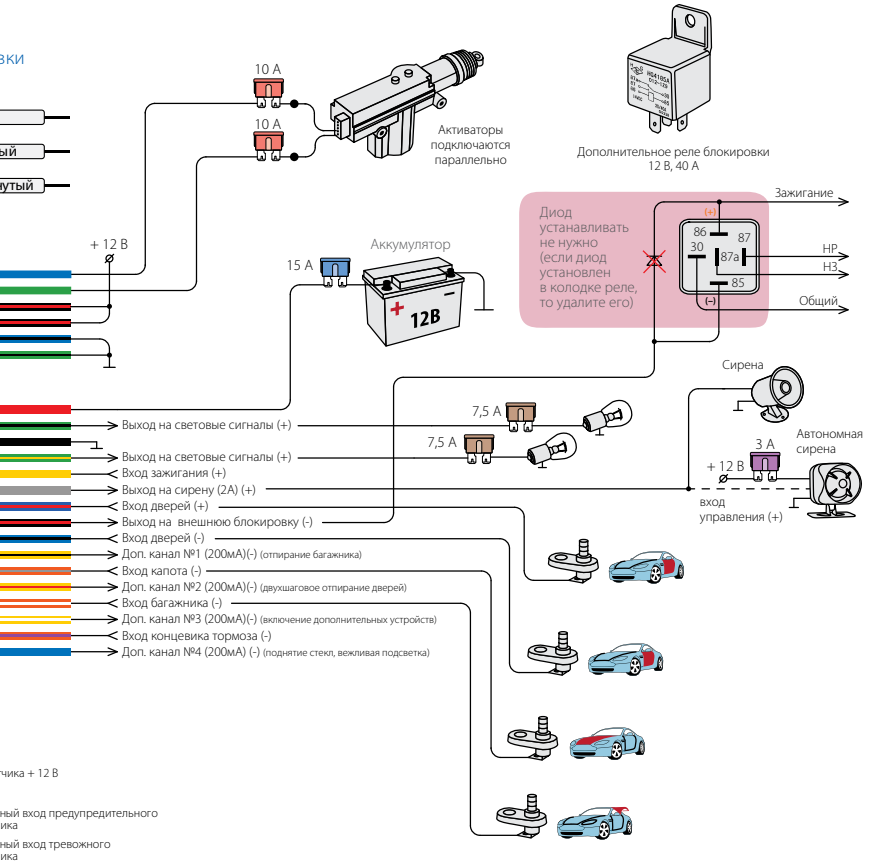 вки
ый
нутый
10 А
10 А
Активаторы
подключаются
параллельно
Дополнительное реле блокировки
12 В, 40 А
+ 12 В
15 А
Аккумулятор
12В
Диод
устанавливать
не нужно
(если диод
установлен
в колодке реле,
то удалите его)
(+)
86
87
30
87a
85
(–)
Зажигание
НР
НЗ
Общий
Сирена
7,5 А
7,5 А
Автономная
сирена
3 А
+ 12 В
вход
управления (+)
Выход на световые сигналы (+)
Выход на световые сигналы (+)
Вход зажигания (+)
Выход на сирену (2А) (+)
Вход дверей (+)
Выход на внешнюю блокировку (-)
Вход дверей (-)
Доп. канал №1 (200мА)(-) (отпирание багажника)
Вход капота (-)
Доп. канал №2 (200мА)(-) (двухшаговое отпирание дверей)
Вход багажника (-)
Доп. канал №3 (200мА)(-) (включение дополнительных устройств)
Вход концевика тормоза (-)
Доп. канал №4 (200мА) (-) (поднятие стекл, вежливая подсветка)
тчика + 12 В
ный вход предупредительного
ика
ный вход тревожного
ика